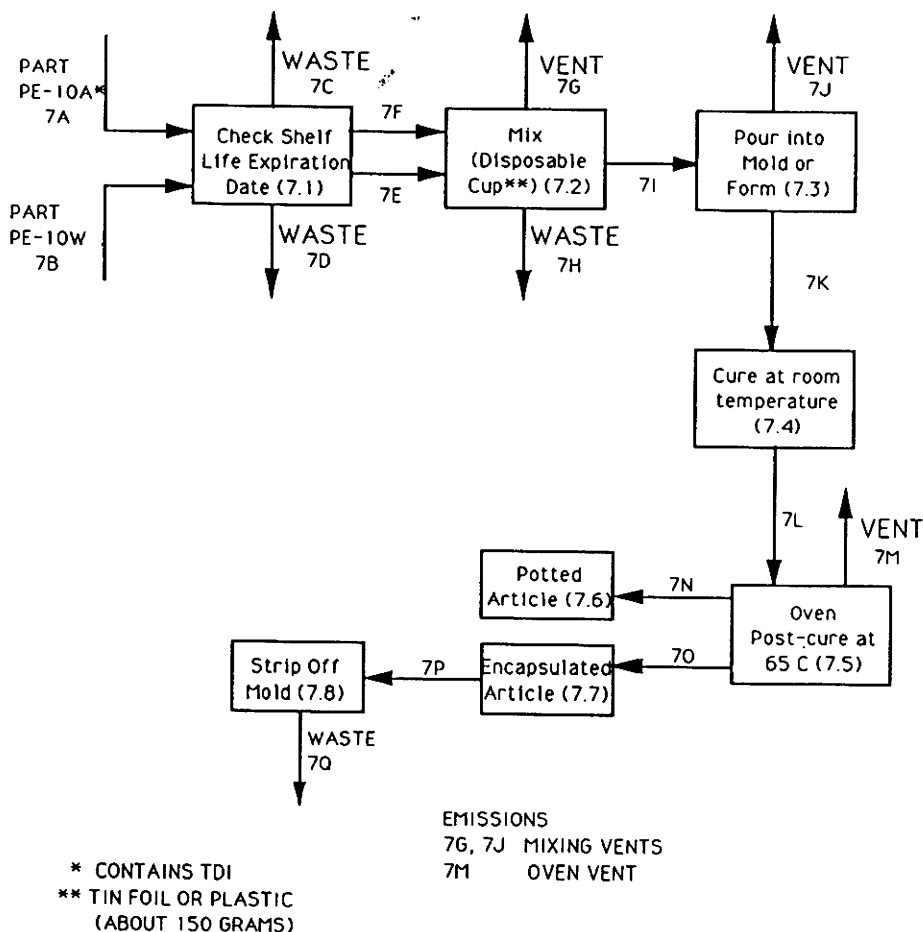 PART
PE-10A*
7A
WASTE
7C
VENT
7G
VENT
7J
Check Shelf
Life Expiration
Date (7.1)
7F
7E
Mix
(Disposable
Cup**) (7.2)
7I
Pour into
Mold or
Form (7.3)
PART
PE-10W
7B
WASTE
7D
WASTE
7H
7K
Cure at room
temperature
(7.4)
7L
VENT
7M
Potted
Article (7.6)
7N
Oven
Post-cure at
65 C (7.5)
Strip Off
Mold (7.8)
7P
Encapsulated
Article (7.7)
7O
WASTE
7Q
EMISSIONS
7G, 7J MIXING VENTS
7M OVEN VENT
* CONTAINS TDI
** TIN FOIL OR PLASTIC
(ABOUT 150 GRAMS)